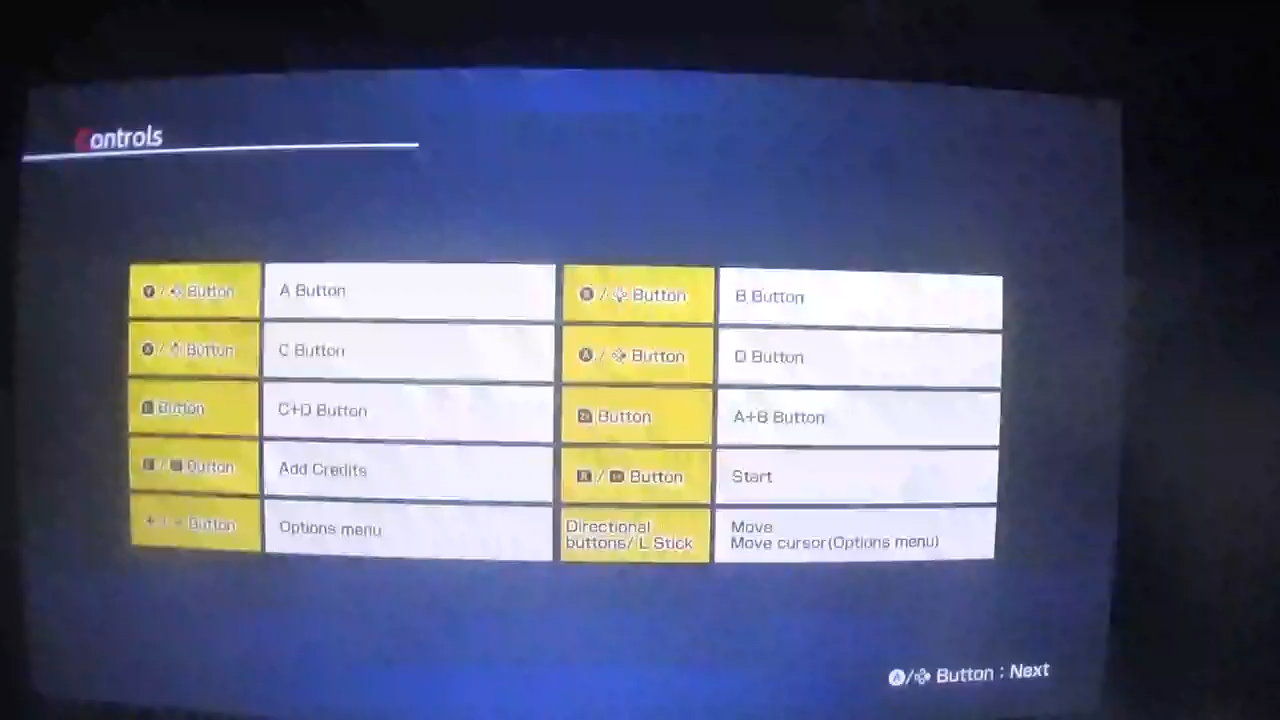 Controls
Y / Button A Button B / Button B Button
X / Button C Button A / Button D Button
Button C+D Button Button A+B Button
Button Add Credits R / Button Start
+ / - Button Options menu Directional buttons/ L Stick Move
Move cursor(Options menu)
A/ Button : Next